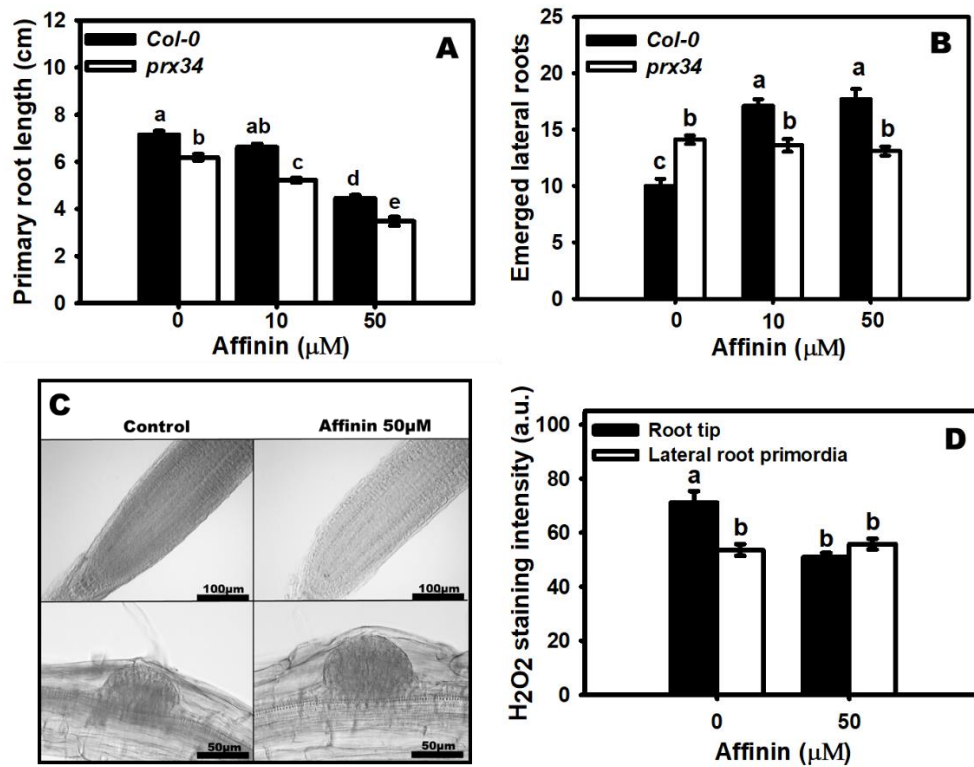 A
Primary root length (cm)
12
10
8
6
4
2
0
Col-0
prx34
a
b
ab
c
d
e
0
10
50
Affinin (μM)
B
Emerged lateral roots
25
20
15
10
5
0
Col-0
prx34
c
b
a
b
a
b
0
10
50
Affinin (μM)
C
Control
Affinin 50μM
100μm
100μm
50μm
50μm
D
H2O2 staining intensity (a.u.)
100
80
60
40
20
0
Root tip
Lateral root primordia
a
b
b
b
0
50
Affinin (μM)